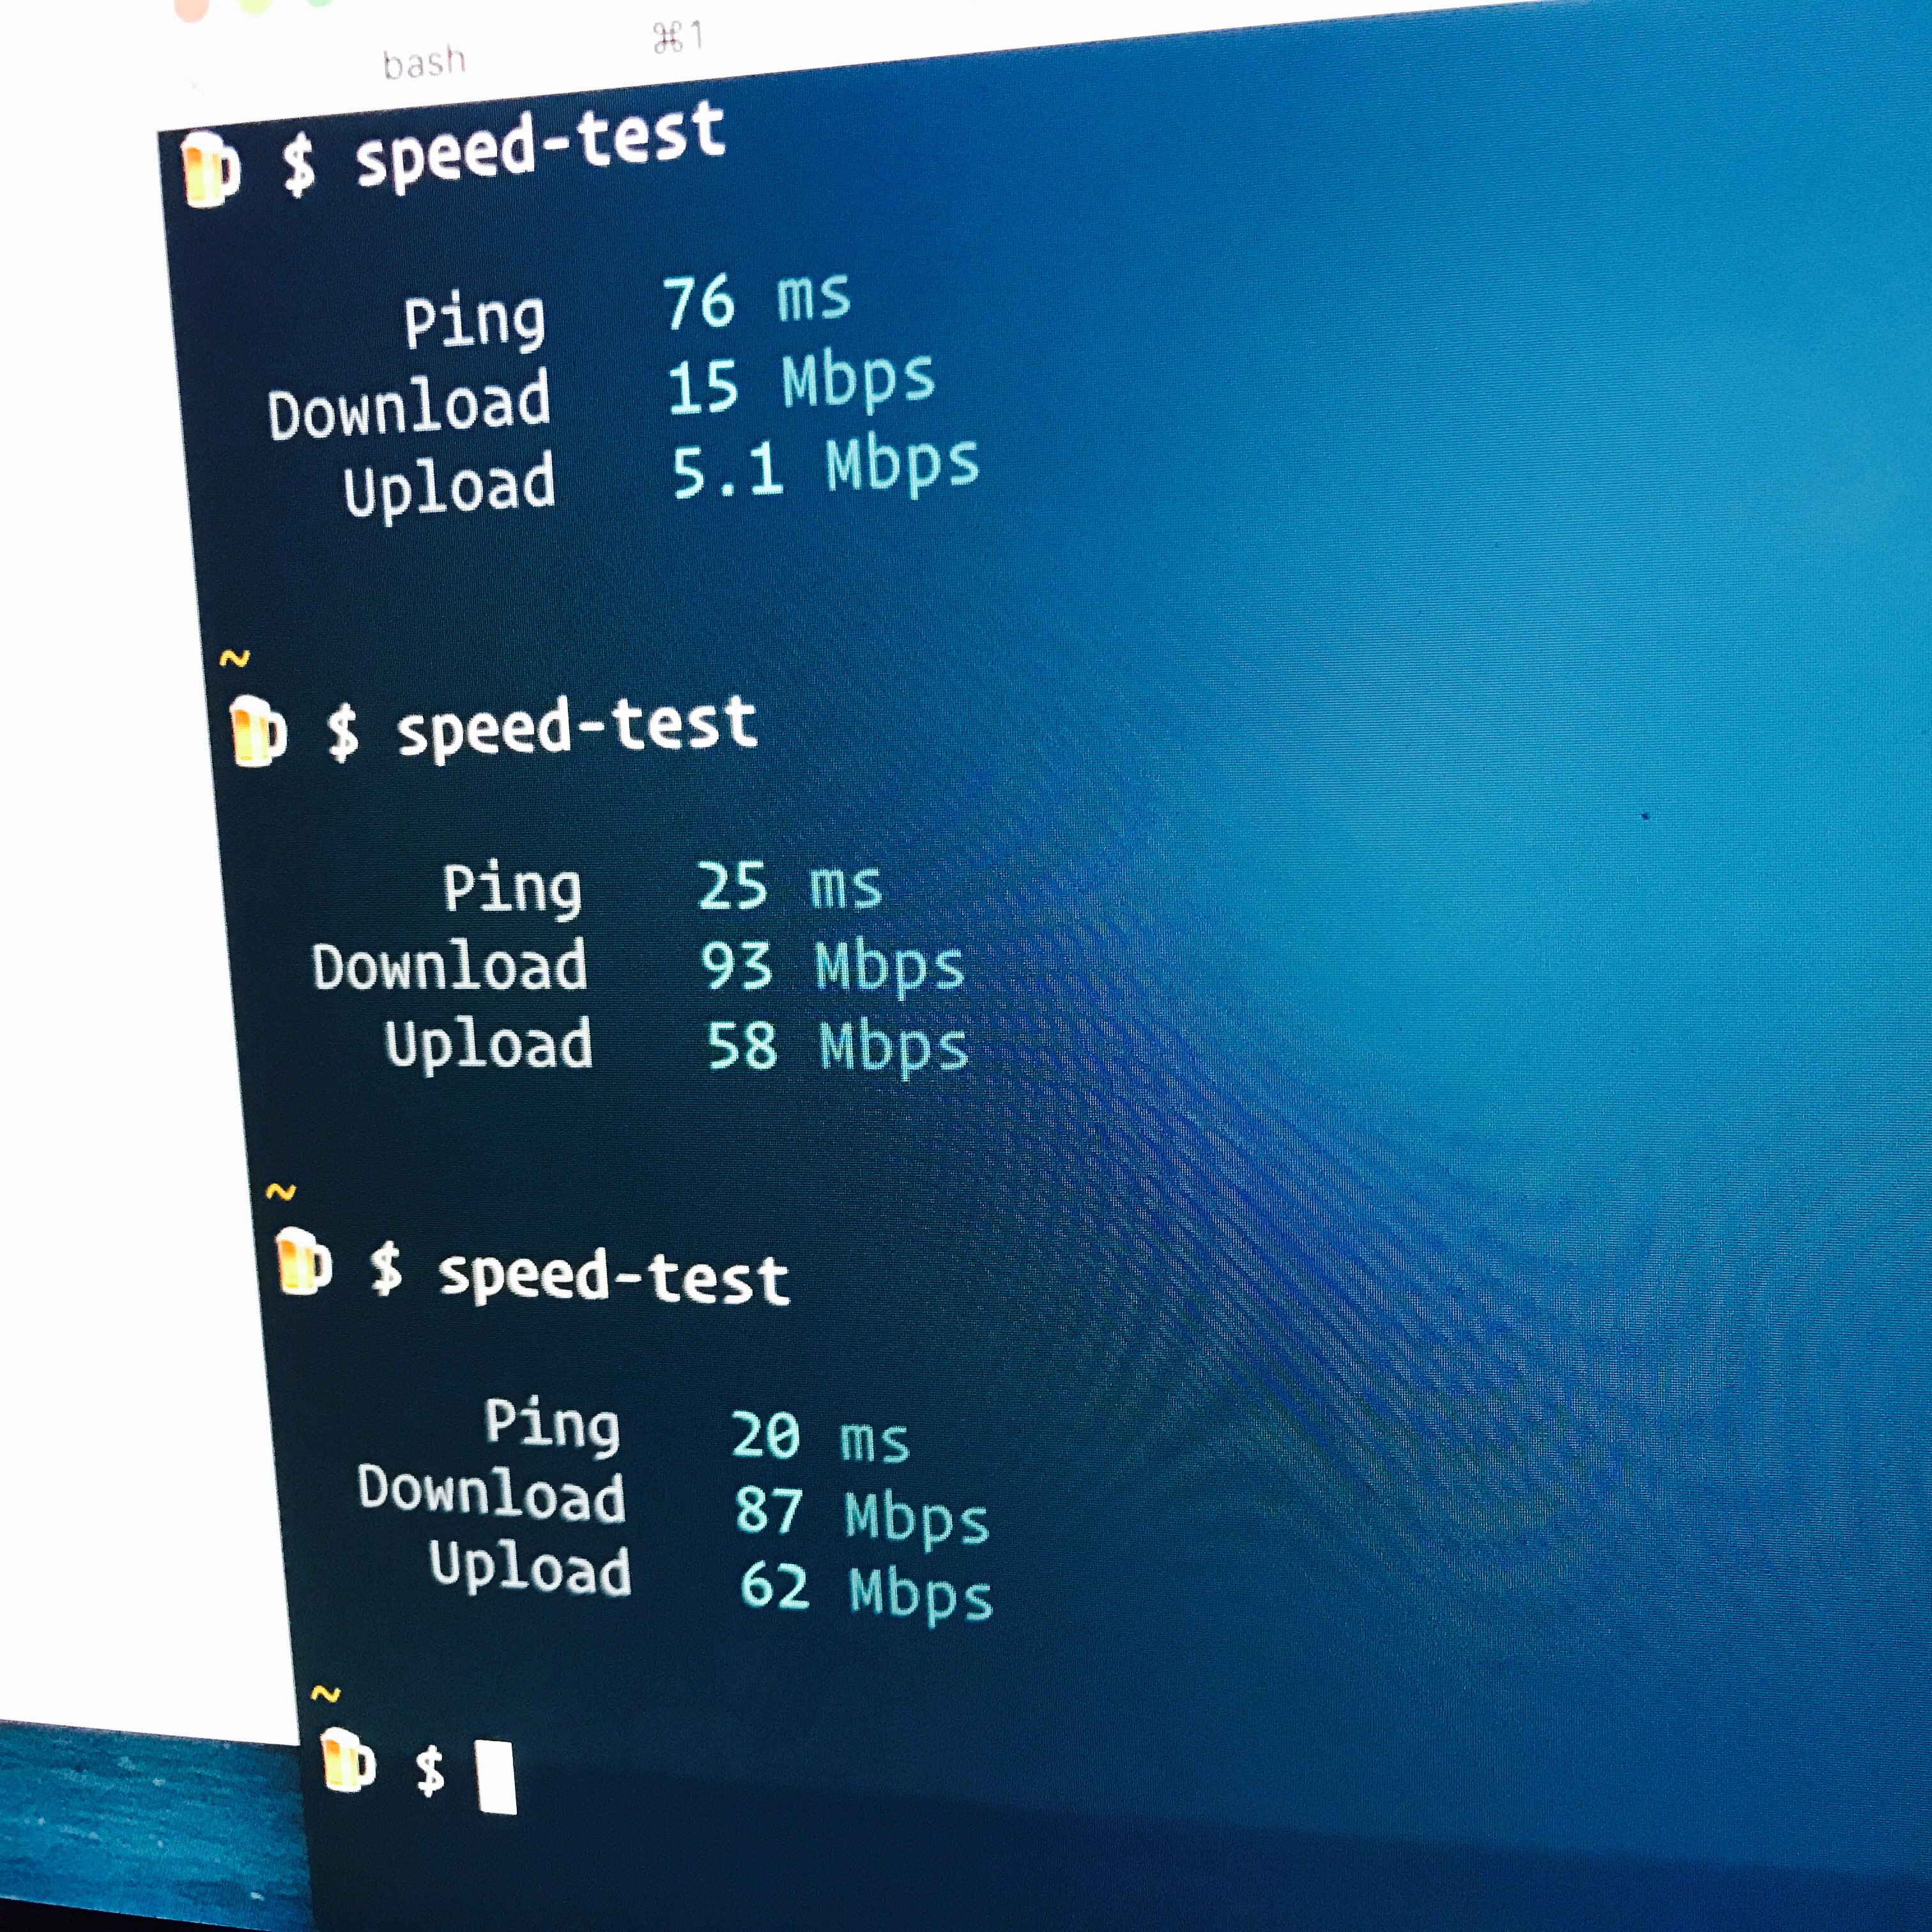 bash ⌘1
🍺 $ speed-test
Ping 76 ms
Download 15 Mbps
Upload 5.1 Mbps
~
🍺 $ speed-test
Ping 25 ms
Download 93 Mbps
Upload 58 Mbps
~
🍺 $ speed-test
Ping 20 ms
Download 87 Mbps
Upload 62 Mbps
~
🍺 $